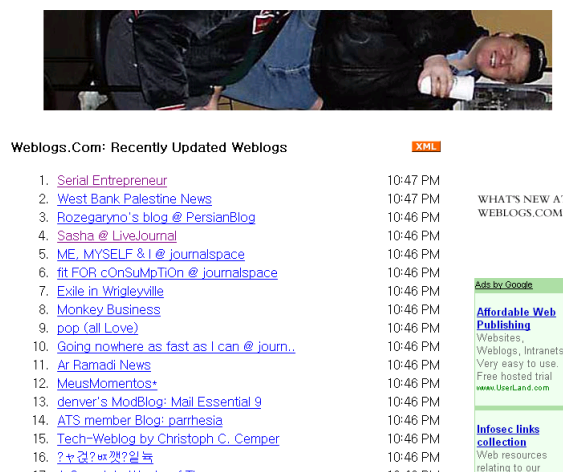 Weblogs.Com: Recently Updated Weblogs
XML
1. Serial Entrepreneur 10:47 PM
2. West Bank Palestine News 10:47 PM
3. Rozegaryno's blog @ PersianBlog 10:46 PM
4. Sasha @ LiveJournal 10:46 PM
5. ME, MYSELF & I @ journalspace 10:46 PM
6. fit FOR cOnSuMpTiOn @ journalspace 10:46 PM
7. Exile in Wrigleyville 10:46 PM
8. Monkey Business 10:46 PM
9. pop (all Love) 10:46 PM
10. Going nowhere as fast as I can @ journ.. 10:46 PM
11. Ar Ramadi News 10:46 PM
12. MeusMomentos* 10:46 PM
13. denver's ModBlog: Mail Essential 9 10:46 PM
14. ATS member Blog: parrhesia 10:46 PM
15. Tech-Weblog by Christoph C. Cemper 10:46 PM
16. 10:46 PM
WHAT'S NEW AT
WEBLOGS.COM
Ads by Google
Affordable Web
Publishing
Websites,
Weblogs, Intranets
Very easy to use.
Free hosted trial
www.UserLand.com
Infosec links
collection
Web resources
relating to our